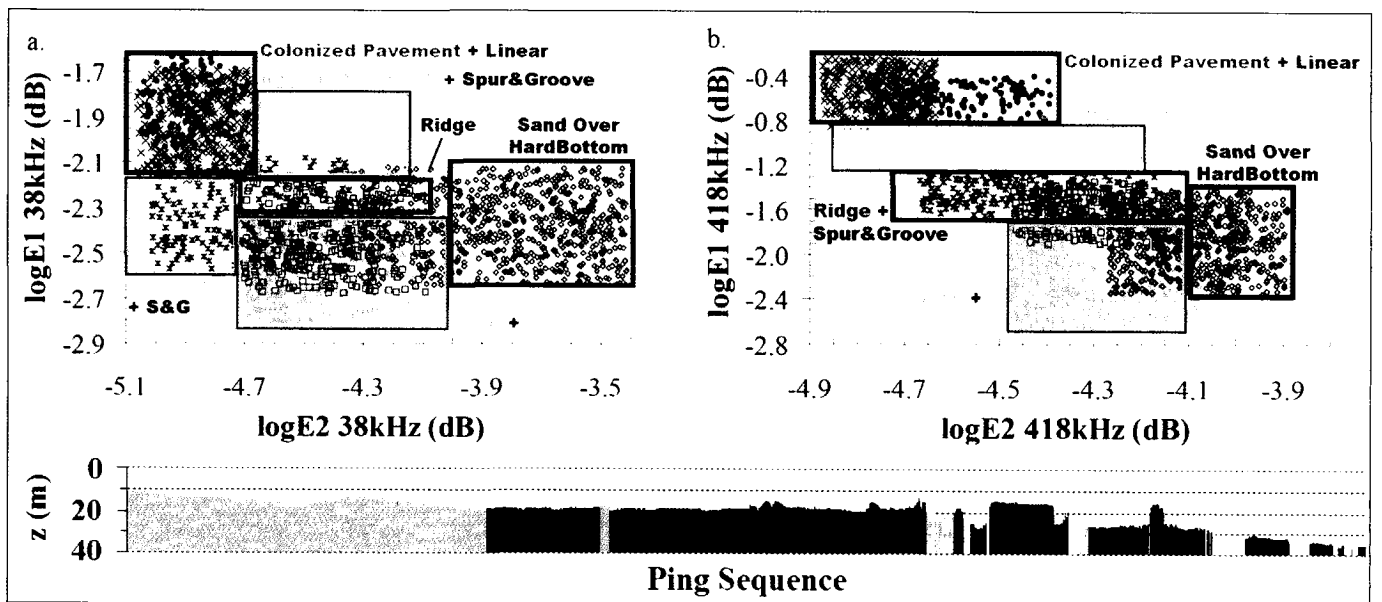 a.
Colonized Pavement + Linear
+ Spur&Groove
Ridge
Sand Over
HardBottom
+ S&G
logE1 38kHz (dB)
-1.7
-1.9
-2.1
-2.3
-2.5
-2.7
-2.9
-5.1 -4.7 -4.3 -3.9 -3.5
logE2 38kHz (dB)
b.
Colonized Pavement + Linear
Sand Over
HardBottom
Ridge +
Spur&Groove
logE1 418kHz (dB)
-0.4
-0.8
-1.2
-1.6
-2.0
-2.4
-2.8
-4.9 -4.7 -4.5 -4.3 -4.1 -3.9
logE2 418kHz (dB)
z (m)
0
20
40
Ping Sequence